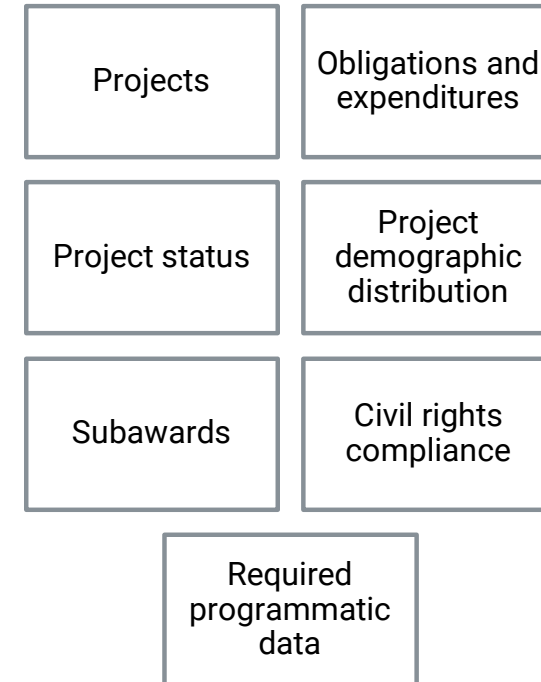 Projects
Obligations and
expenditures
Project status
Project
demographic
distribution
Subawards
Civil rights
compliance
Required
programmatic
data